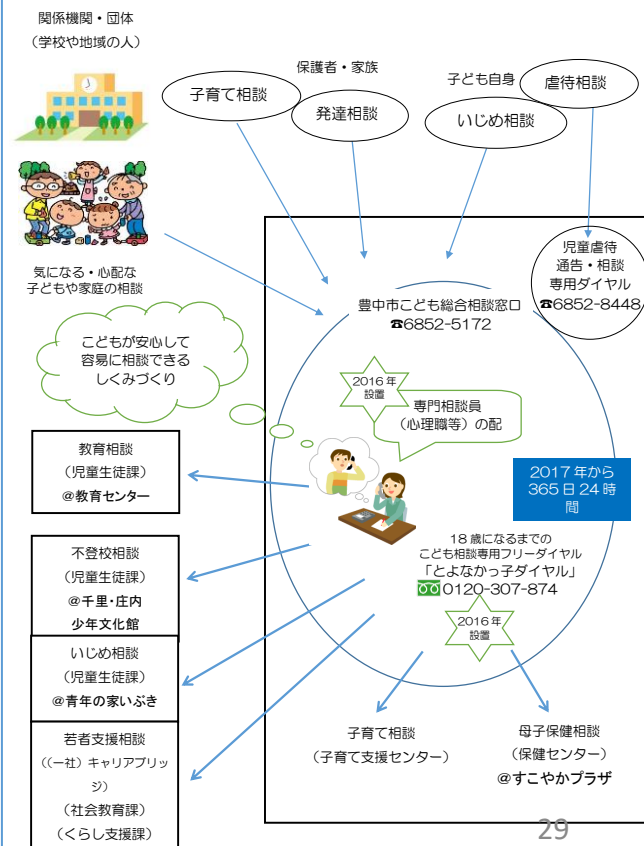 関係機関・団体
（学校や地域の人）
保護者・家族
子育て相談
発達相談
子ども自身
虐待相談
いじめ相談
気になる・心配な
子どもや家庭の相談
児童虐待
通告・相談
専用ダイヤル
☎6852-8448
豊中市こども総合相談窓口
☎6852-5172
こどもが安心して
容易に相談できる
しくみづくり
2016年
設置
専門相談員
（心理職等）の配
教育相談
（児童生徒課）
＠教育センター
2017年から
365日24時
間
不登校相談
（児童生徒課）
＠千里・庄内
少年文化館
18歳になるまでの
こども相談専用フリーダイヤル
「とよなかっ子ダイヤル」
0120-307-874
2016年
設置
いじめ相談
（児童生徒課）
＠青年の家いぶき
若者支援相談
（(一社）キャリアブリッ
ジ）
（社会教育課）
（くらし支援課）
子育て相談
（子育て支援センター）
母子保健相談
（保健センター）
＠すこやかプラザ
29